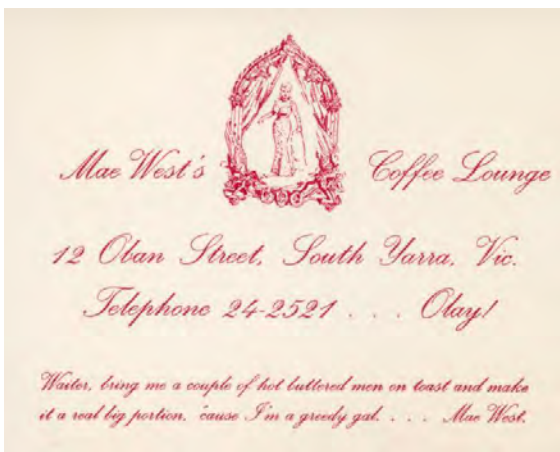 Mae West's Coffee Lounge
12 Oban Street, South Yarra, Vic.
Telephone 24-2521 . . . Olay!
Waiter, bring me a couple of hot buttered men on toast and make
it a real big portion, 'cause I'm a greedy gal. . . . Mae West.